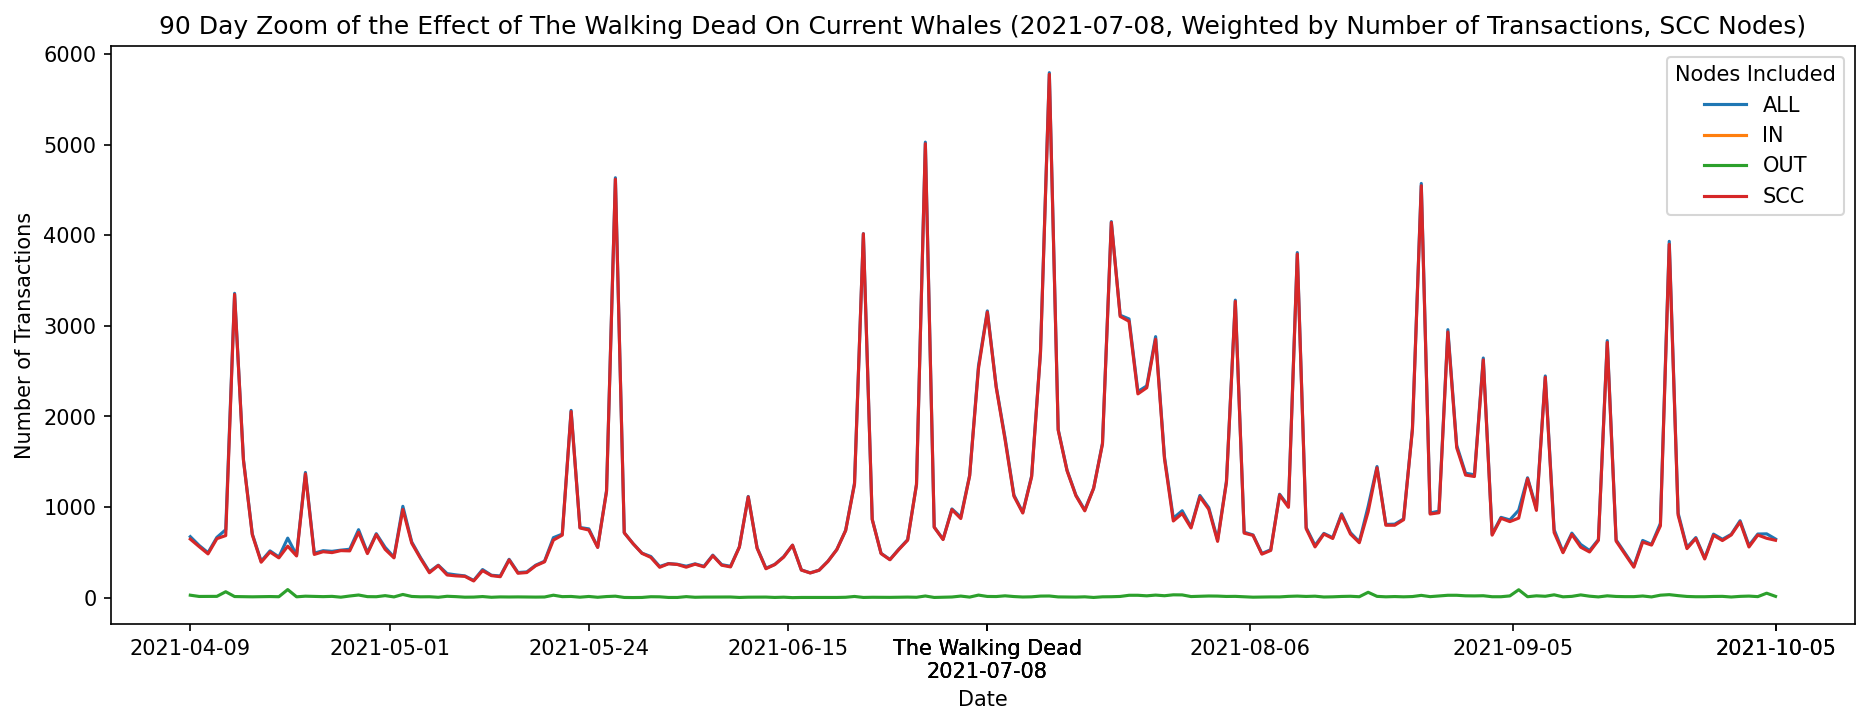 90 Day Zoom of the Effect of The Walking Dead On Current Whales (2021-07-08, Weighted by Number of Transactions, SCC Nodes)
Number of Transactions
6000
5000
4000
3000
2000
1000
0
Nodes Included
ALL
IN
OUT
SCC
2021-04-09
2021-05-01
2021-05-24
2021-06-15
The Walking Dead
2021-07-08
2021-08-06
2021-09-05
2021-10-05
Date